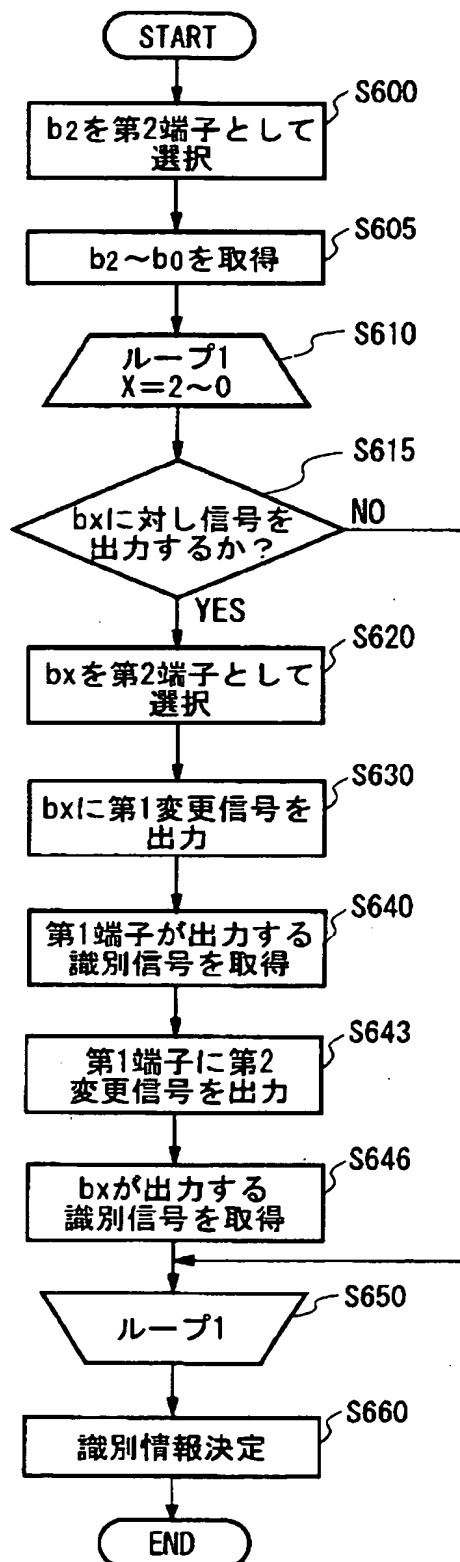 START
S600
b2を第2端子として
選択
S605
b2～b0を取得
S610
ループ1
X＝2～0
S615
bxに対し信号を
出力するか？
NO
YES
S620
bxを第2端子として
選択
S630
bxに第1変更信号を
出力
S640
第1端子が出力する
識別信号を取得
S643
第1端子に第2
変更信号を出力
S646
bxが出力する
識別信号を取得
S650
ループ1
S660
識別情報決定
END